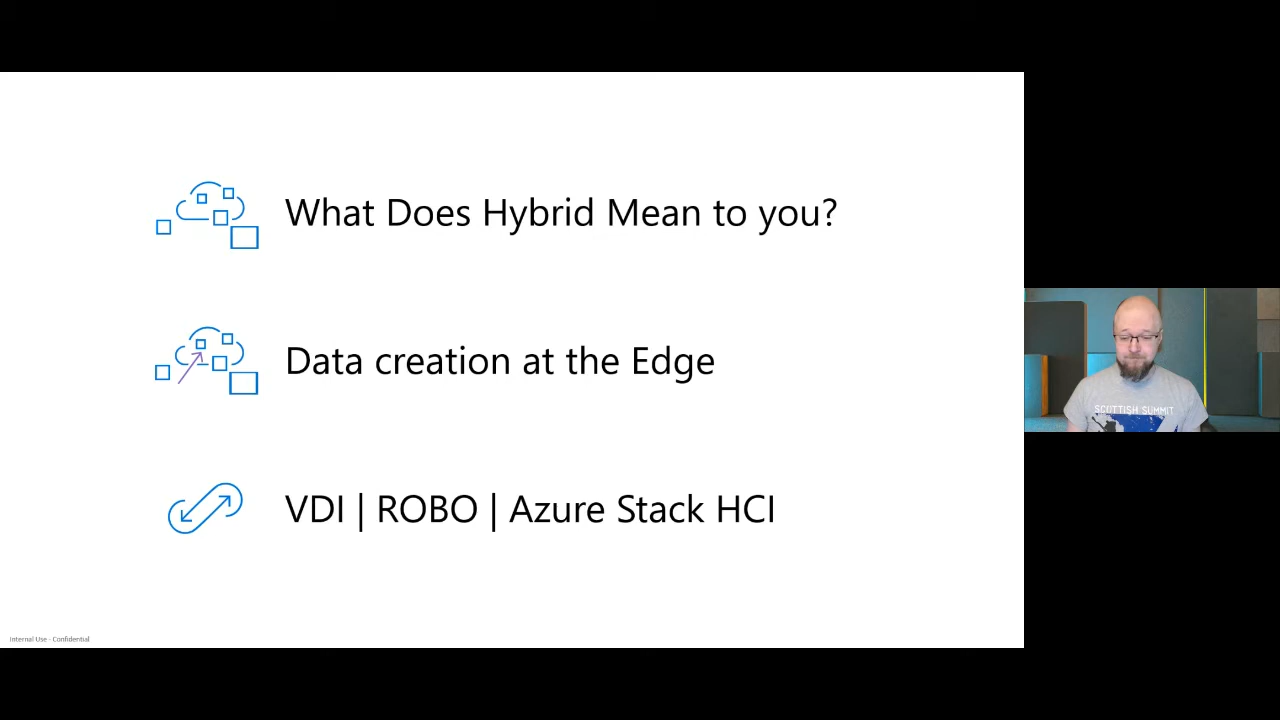 What Does Hybrid Mean to you?
Data creation at the Edge
VDI | ROBO | Azure Stack HCI
Internal Use - Confidential
SCOTTISH SUMMIT